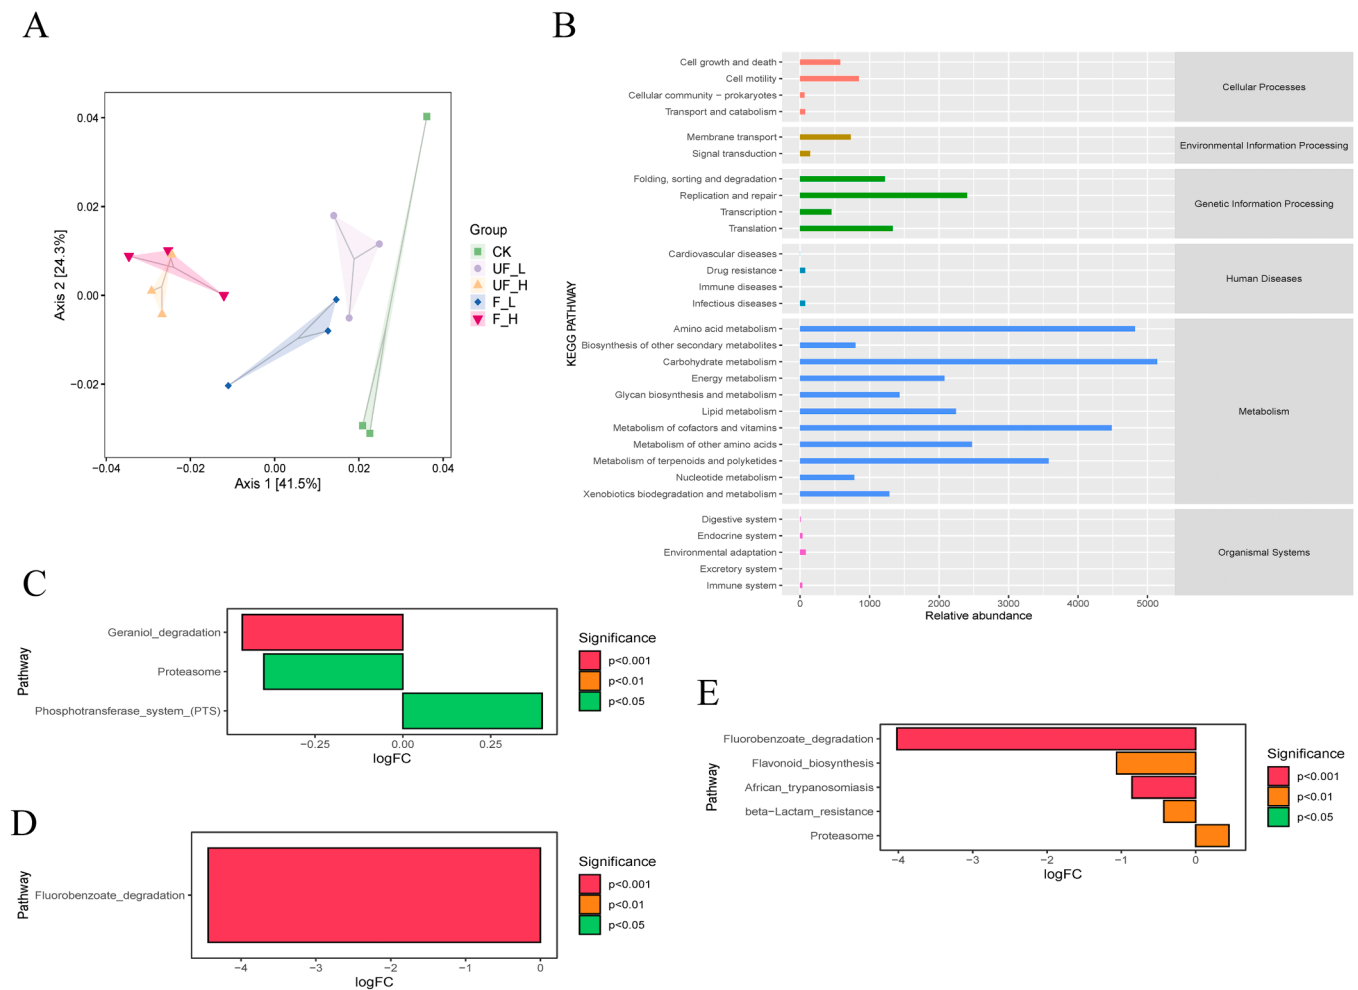 A
0.04
0.02
0.00
−0.02
−0.04
−0.02
0.00
0.02
0.04
Axis 1 [41.5%]
Axis 2 [24.3%]
Group
CK
UF_L
UF_H
F_L
F_H
B
KEGG PATHWAY
Cell growth and death
Cell motility
Cellular community − prokaryotes
Transport and catabolism
Cellular Processes
Membrane transport
Signal transduction
Environmental Information Processing
Folding, sorting and degradation
Replication and repair
Transcription
Translation
Genetic Information Processing
Cardiovascular diseases
Drug resistance
Immune diseases
Infectious diseases
Human Diseases
Amino acid metabolism
Biosynthesis of other secondary metabolites
Carbohydrate metabolism
Energy metabolism
Glycan biosynthesis and metabolism
Lipid metabolism
Metabolism of cofactors and vitamins
Metabolism of other amino acids
Metabolism of terpenoids and polyketides
Nucleotide metabolism
Xenobiotics biodegradation and metabolism
Metabolism
Digestive system
Endocrine system
Environmental adaptation
Excretory system
Immune system
Organismal Systems
0
1000
2000
3000
4000
5000
Relative abundance
C
Pathway
Geraniol_degradation
Proteasome
Phosphotransferase_system_(PTS)
−0.25
0.00
0.25
logFC
Significance
p<0.001
p<0.01
p<0.05
D
Pathway
Fluorobenzoate_degradation
−4
−3
−2
−1
0
logFC
Significance
p<0.001
p<0.01
p<0.05
E
Pathway
Fluorobenzoate_degradation
Flavonoid_biosynthesis
African_trypanosomiasis
beta−Lactam_resistance
Proteasome
−4
−3
−2
−1
0
logFC
Significance
p<0.001
p<0.01
p<0.05